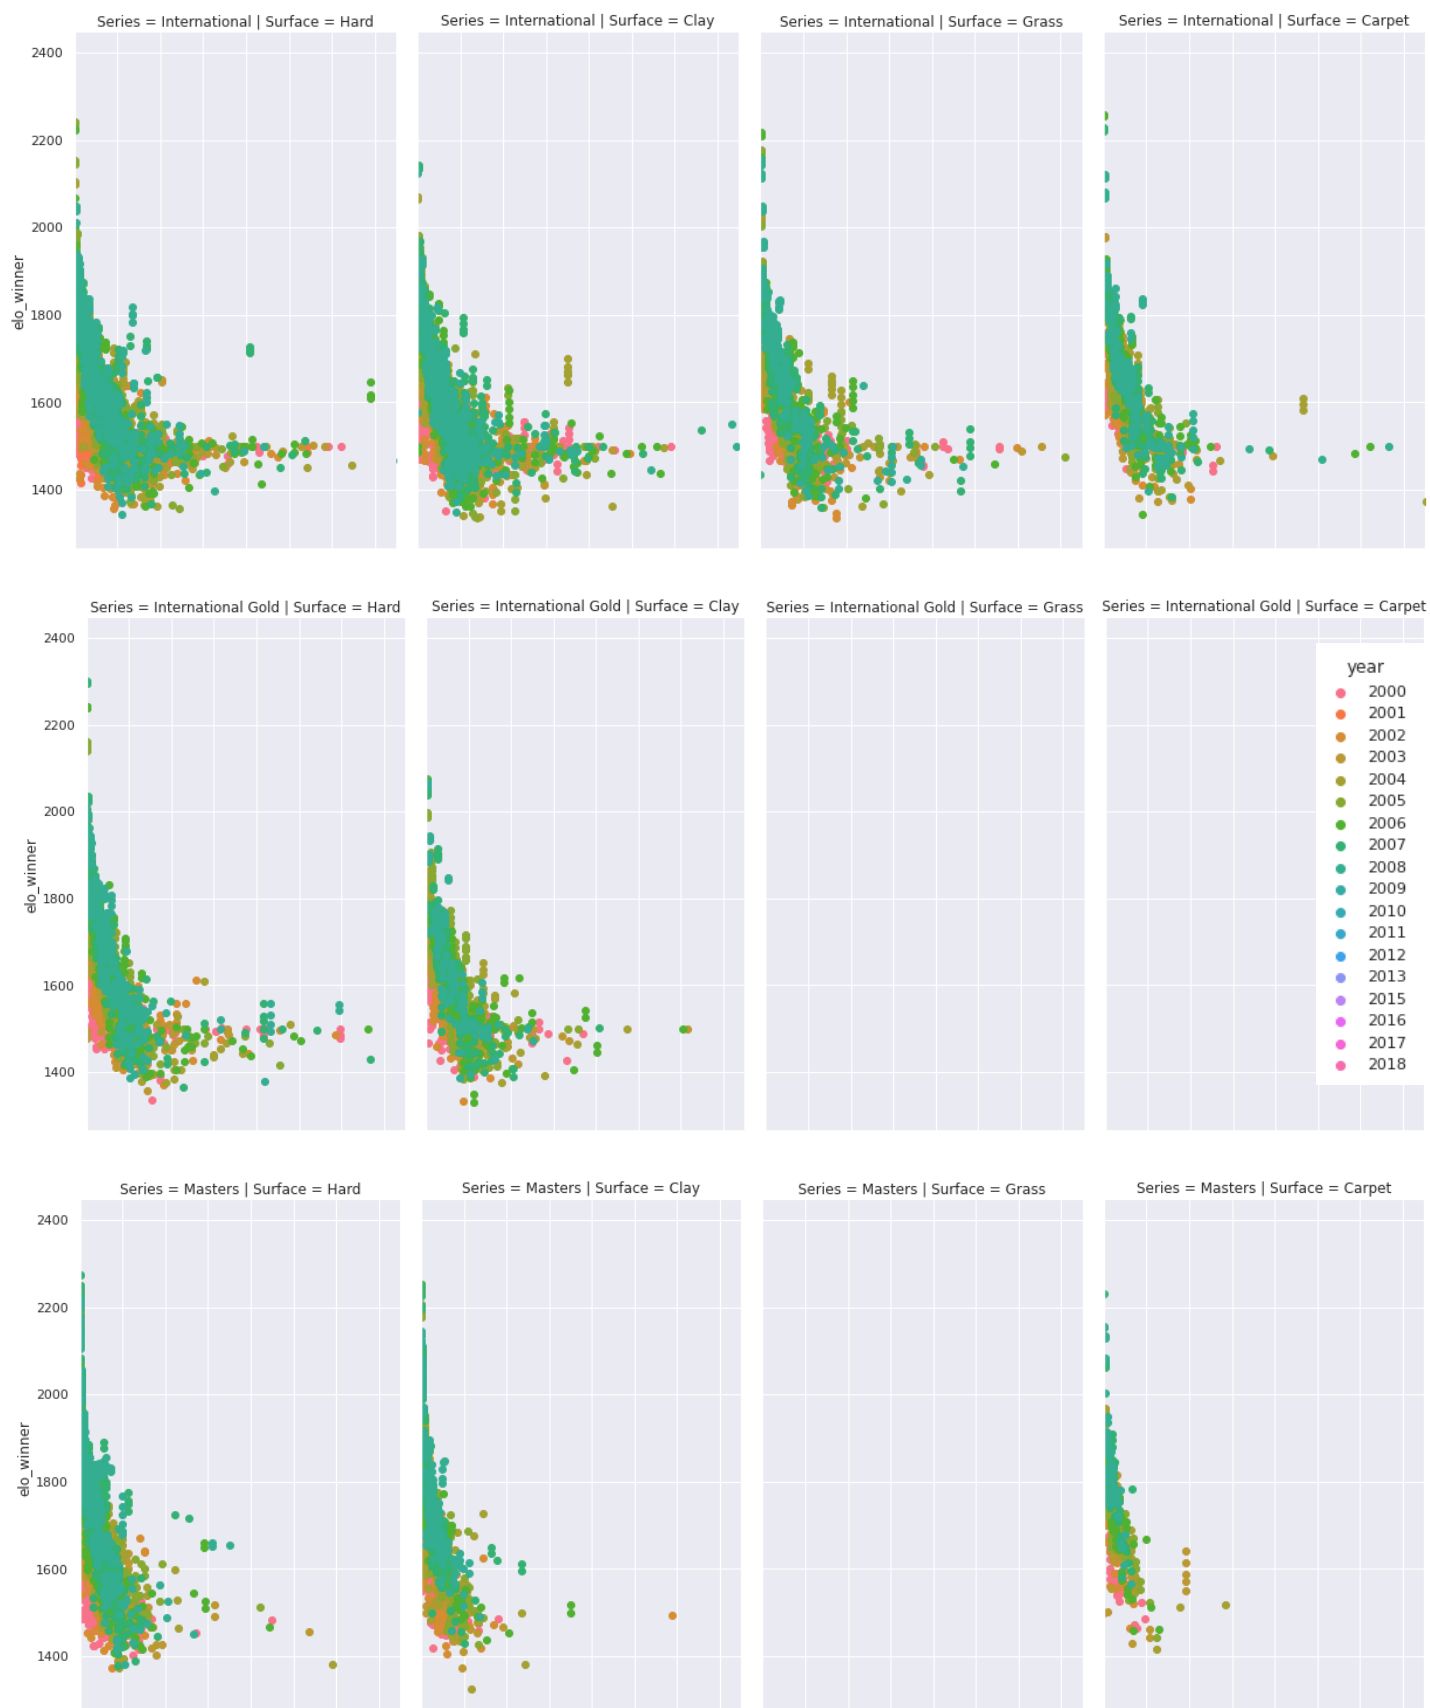 Series = International | Surface = Hard
Series = International | Surface = Clay
Series = International | Surface = Grass
Series = International | Surface = Carpet
2400
2200
2000
1800
1600
1400
elo_winner
Series = International Gold | Surface = Hard
Series = International Gold | Surface = Clay
Series = International Gold | Surface = Grass
Series = International Gold | Surface = Carpet
2400
2200
2000
1800
1600
1400
elo_winner
year
2000
2001
2002
2003
2004
2005
2006
2007
2008
2009
2010
2011
2012
2013
2015
2016
2017
2018
Series = Masters | Surface = Hard
Series = Masters | Surface = Clay
Series = Masters | Surface = Grass
Series = Masters | Surface = Carpet
2400
2200
2000
1800
1600
1400
elo_winner